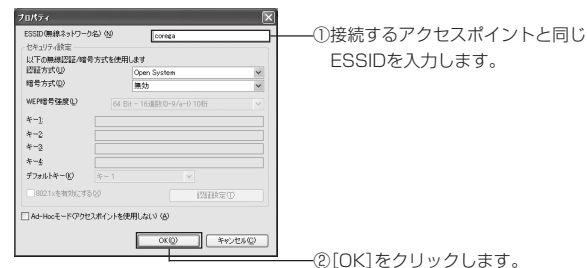 プロパティ
ESSID(無線ネットワーク名) (N)
corega
①接続するアクセスポイントと同じ
ESSIDを入力します。
セキュリティ設定
以下の無線認証/暗号方式を使用します
認証方式(U)
Open System
暗号方式(O)
無効
WEP暗号強度(L)
64 Bit - 16進数(0-9/a-f) 10桁
キー1:
キー2:
キー3:
キー4:
デフォルトキー(K)
キー 1
802.1xを有効にする(X)
認証設定(T)
Ad-Hocモード(アクセスポイントを使用しない) (A)
OK(O)
キャンセル(C)
②[OK]をクリックします。